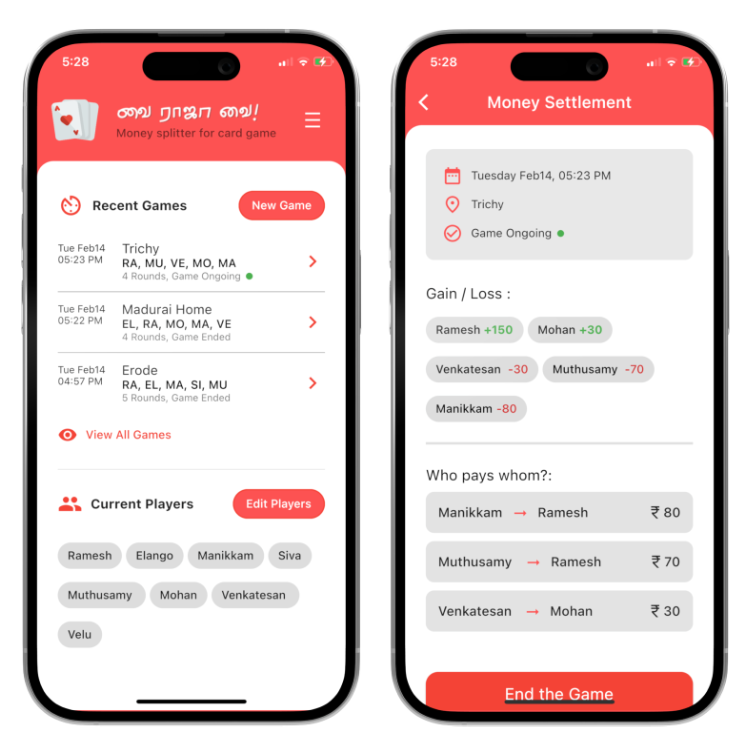 5:28
வை ராஜா வை!
Money splitter for card game
Recent Games
New Game
Tue Feb14
05:23 PM
Trichy
RA, MU, VE, MO, MA
4 Rounds, Game Ongoing
Tue Feb14
05:22 PM
Madurai Home
EL, RA, MO, MA, VE
4 Rounds, Game Ended
Tue Feb14
04:57 PM
Erode
RA, EL, MA, SI, MU
5 Rounds, Game Ended
View All Games
Current Players
Edit Players
Ramesh Elango Manikkam Siva
Muthusamy Mohan Venkatesan
Velu
5:28
Money Settlement
Tuesday Feb14, 05:23 PM
Trichy
Game Ongoing
Gain / Loss :
Ramesh +150 Mohan +30
Venkatesan -30 Muthusamy -70
Manikkam -80
Who pays whom?:
Manikkam → Ramesh ₹ 80
Muthusamy → Ramesh ₹ 70
Venkatesan → Mohan ₹ 30
End the Game